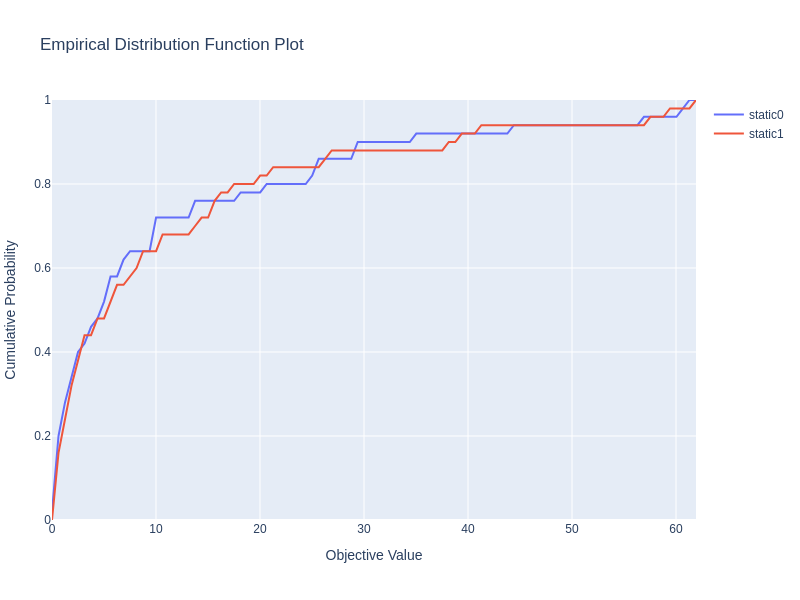 Empirical Distribution Function Plot
static0
static1
1
0.8
0.6
0.4
0.2
0
Cumulative Probability
0
10
20
30
40
50
60
Objective Value